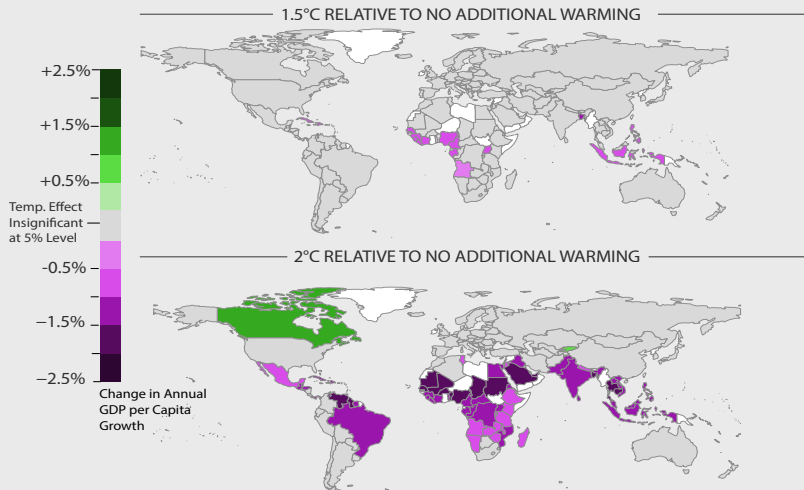 1.5°C RELATIVE TO NO ADDITIONAL WARMING
+2.5%
+1.5%
+0.5%
Temp. Effect
Insignificant
at 5% Level
-0.5%
−1.5%
−2.5%
Change in Annual
GDP per Capita
Growth
2°C RELATIVE TO NO ADDITIONAL WARMING